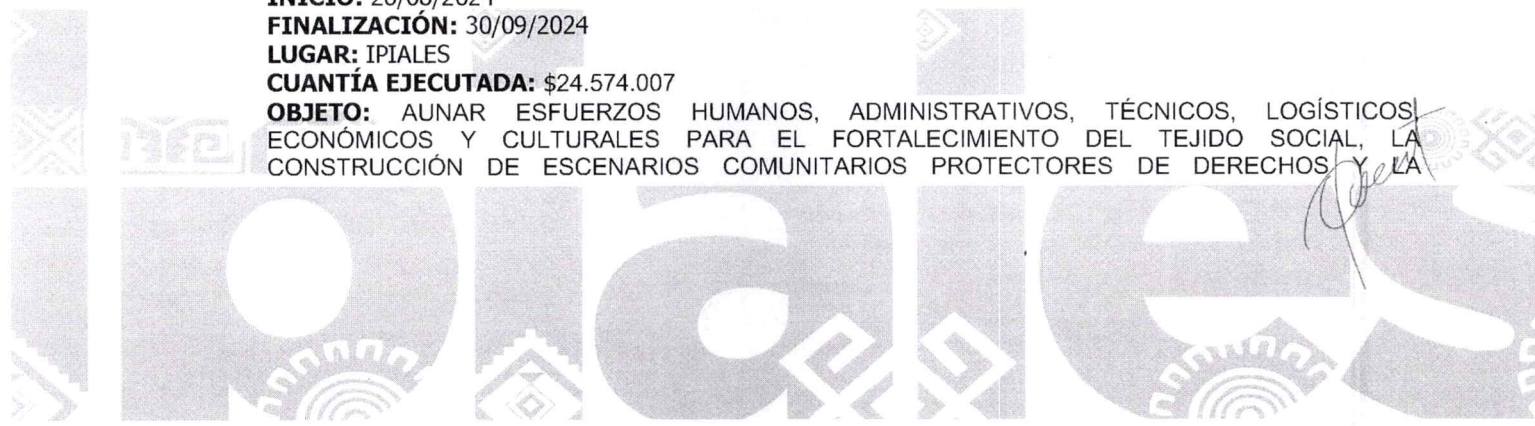 FINALIZACIÓN: 30/09/2024
LUGAR: IPIALES
CUANTÍA EJECUTADA: $24.574.007
OBJETO: AUNAR ESFUERZOS HUMANOS, ADMINISTRATIVOS, TÉCNICOS, LOGÍSTICOS,
ECONÓMICOS Y CULTURALES PARA EL FORTALECIMIENTO DEL TEJIDO SOCIAL, LA
CONSTRUCCIÓN DE ESCENARIOS COMUNITARIOS PROTECTORES DE DERECHOS Y LA
ipiales